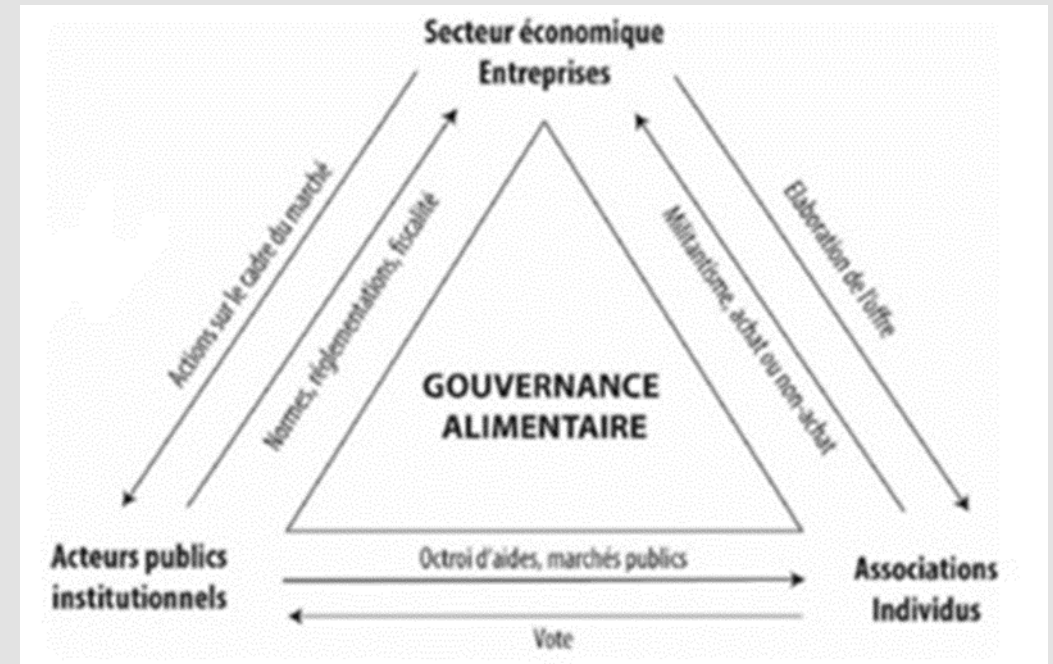 Secteur économique
Entreprises
Actions sur le cadre du marché
Normes, réglementations, fiscalité
Militantisme, achat ou non-achat
Elaboration de l'offre
GOUVERNANCE
ALIMENTAIRE
Acteurs publics
institutionnels
Octroi d'aides, marchés publics
Associations
Individus
Vote